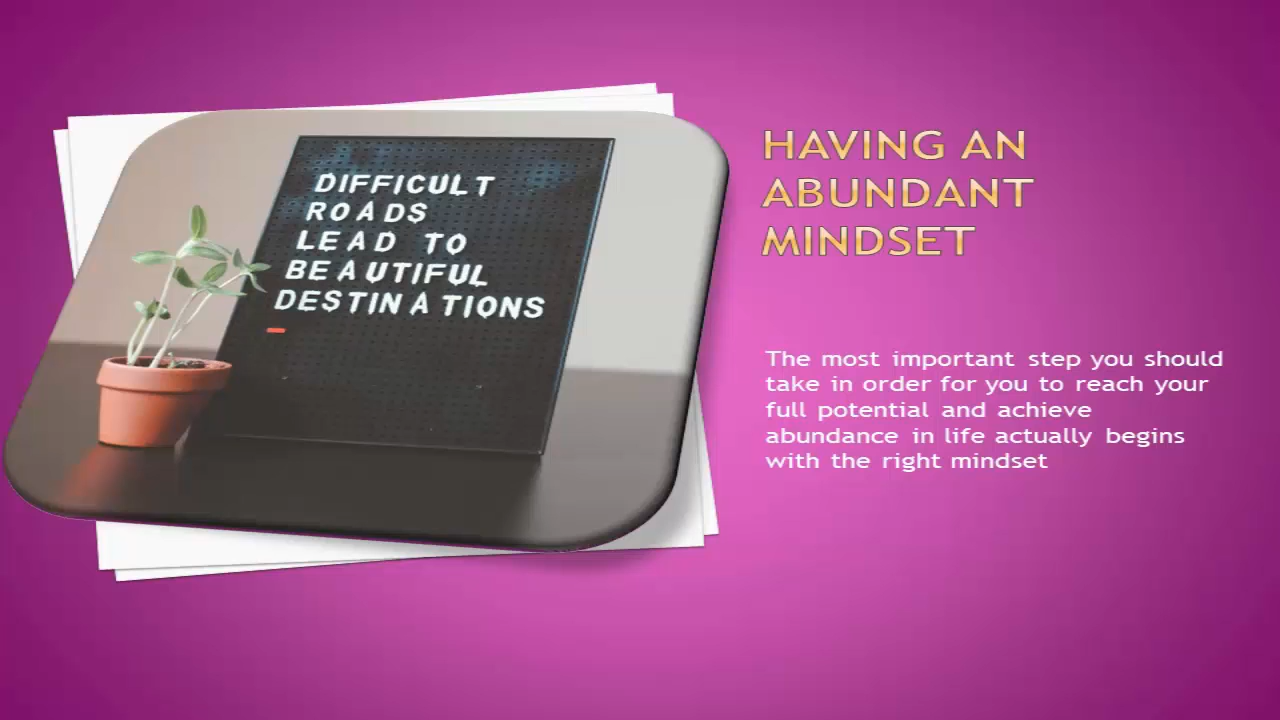 DIFFICULT
ROADS
LEAD TO
BEAUTIFUL
DESTINATIONS
HAVING AN
ABUNDANT
MINDSET
The most important step you should
take in order for you to reach your
full potential and achieve
abundance in life actually begins
with the right mindset